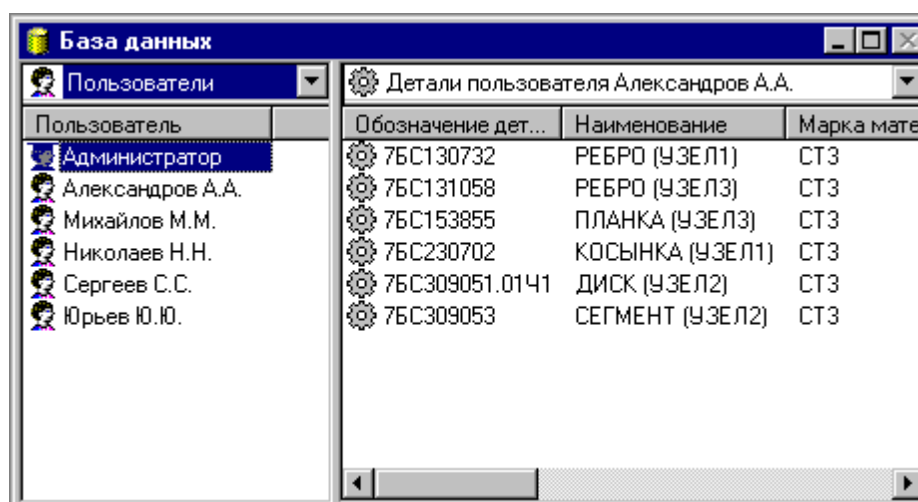 База данных
Пользователи
Детали пользователя Александров А.А.
Пользователь
Обозначение дет... Наименование Марка мате
Администратор
Александров А.А.
Михайлов М.М.
Николаев Н.Н.
Сергеев С.С.
Юрьев Ю.Ю.
7БС130732 РЕБРО (УЗЕЛ1) СТ3
7БС131058 РЕБРО (УЗЕЛ3) СТ3
7БС153855 ПЛАНКА (УЗЕЛ3) СТ3
7БС230702 КОСЫНКА (УЗЕЛ1) СТ3
7БС309051.01Ч1 ДИСК (УЗЕЛ2) СТ3
7БС309053 СЕГМЕНТ (УЗЕЛ2) СТ3